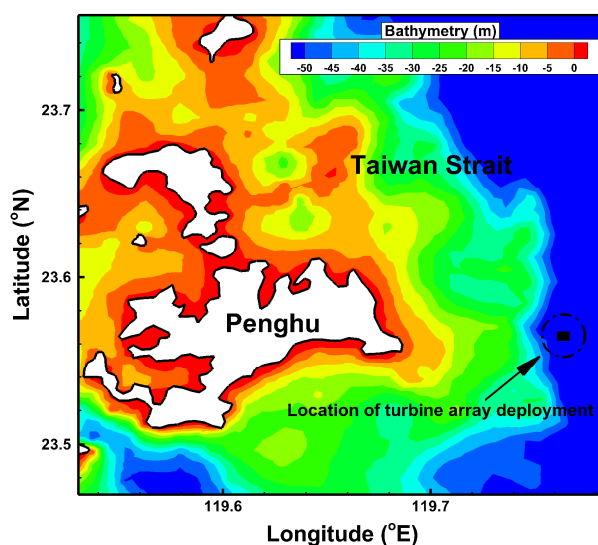 Bathymetry (m)
-50 -45 -40 -35 -30 -25 -20 -15 -10 -5 0
23.7
Taiwan Strait
Latitude (°N)
23.6
Penghu
Location of turbine array deployment
23.5
119.6 119.7
Longitude (°E)